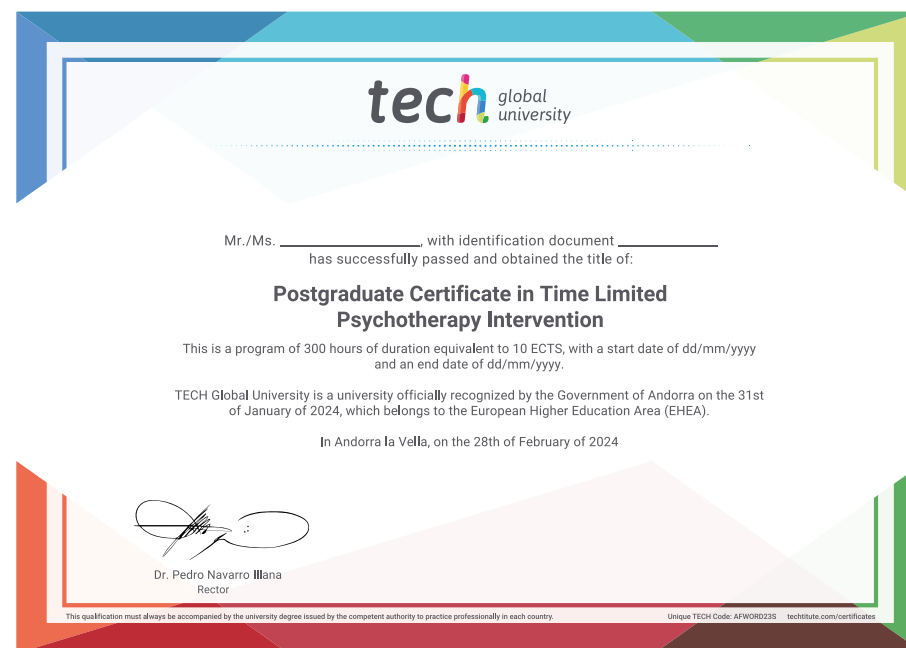 tech global
university
Mr./Ms. ____________________, with identification document ______________
has successfully passed and obtained the title of:
Postgraduate Certificate in Time Limited
Psychotherapy Intervention
This is a program of 300 hours of duration equivalent to 10 ECTS, with a start date of dd/mm/yyyy
and an end date of dd/mm/yyyy.
TECH Global University is a university officially recognized by the Government of Andorra on the 31st
of January of 2024, which belongs to the European Higher Education Area (EHEA).
In Andorra la Vella, on the 28th of February of 2024
Dr. Pedro Navarro Illana
Rector
This qualification must always be accompanied by the university degree issued by the competent authority to practice professionally in each country.
Unique TECH Code: AFWORD23S techtitute.com/certificates